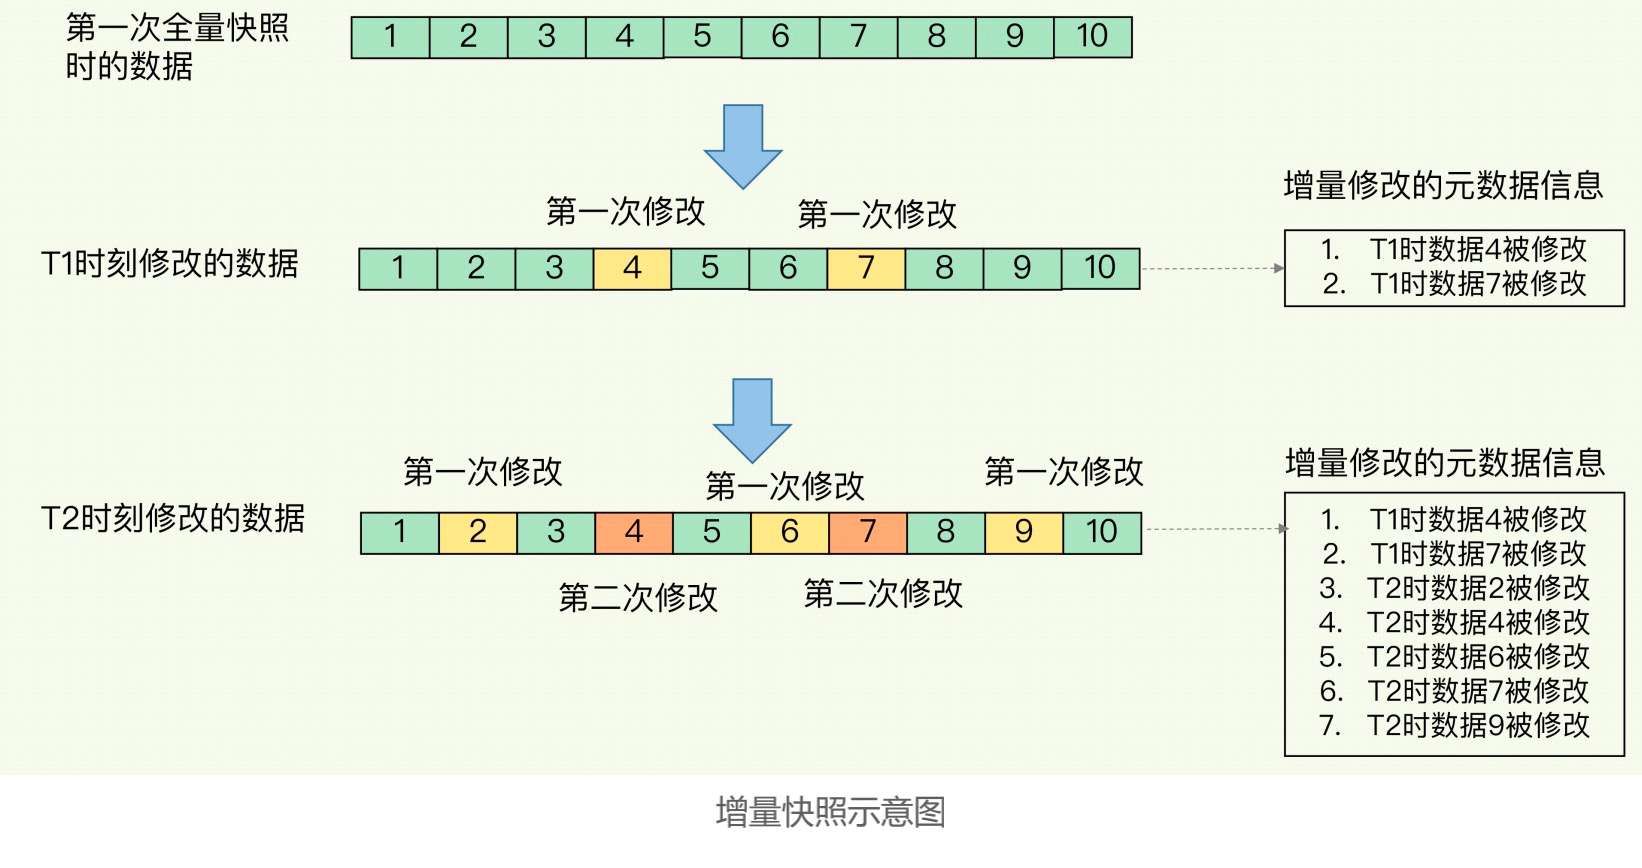 第一次全量快照
时的数据
1 2 3 4 5 6 7 8 9 10
第一次修改 第一次修改
T1时刻修改的数据
1 2 3 4 5 6 7 8 9 10
增量修改的元数据信息
1. T1时数据4被修改
2. T1时数据7被修改
第一次修改 第一次修改 第一次修改
T2时刻修改的数据
1 2 3 4 5 6 7 8 9 10
第二次修改 第二次修改
增量修改的元数据信息
1. T1时数据4被修改
2. T1时数据7被修改
3. T2时数据2被修改
4. T2时数据4被修改
5. T2时数据6被修改
6. T2时数据7被修改
7. T2时数据9被修改
增量快照示意图